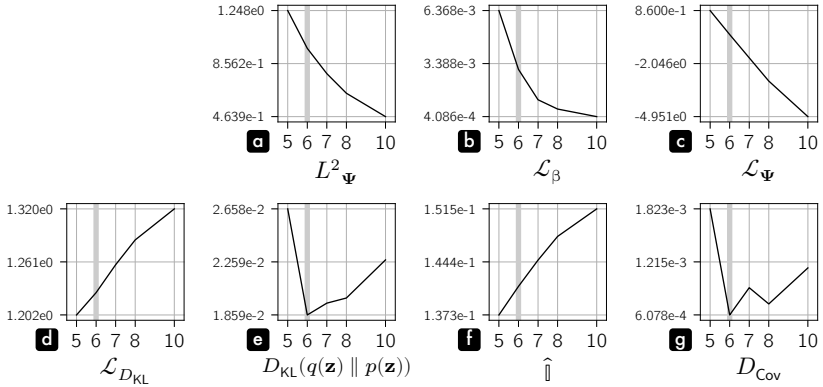 1.248e0
8.562e-1
4.639e-1
5 6 7 8 10
a
L²_Ψ
6.368e-3
3.388e-3
4.086e-4
5 6 7 8 10
b
ℒ_β
8.600e-1
-2.046e0
-4.951e0
5 6 7 8 10
c
ℒ_Ψ
1.320e0
1.261e0
1.202e0
5 6 7 8 10
d
ℒ_D_KL
2.658e-2
2.259e-2
1.859e-2
5 6 7 8 10
e
D_KL(q(z) ∥ p(z))
1.515e-1
1.444e-1
1.373e-1
5 6 7 8 10
f
1.823e-3
1.215e-3
6.078e-4
5 6 7 8 10
g
D_Cov